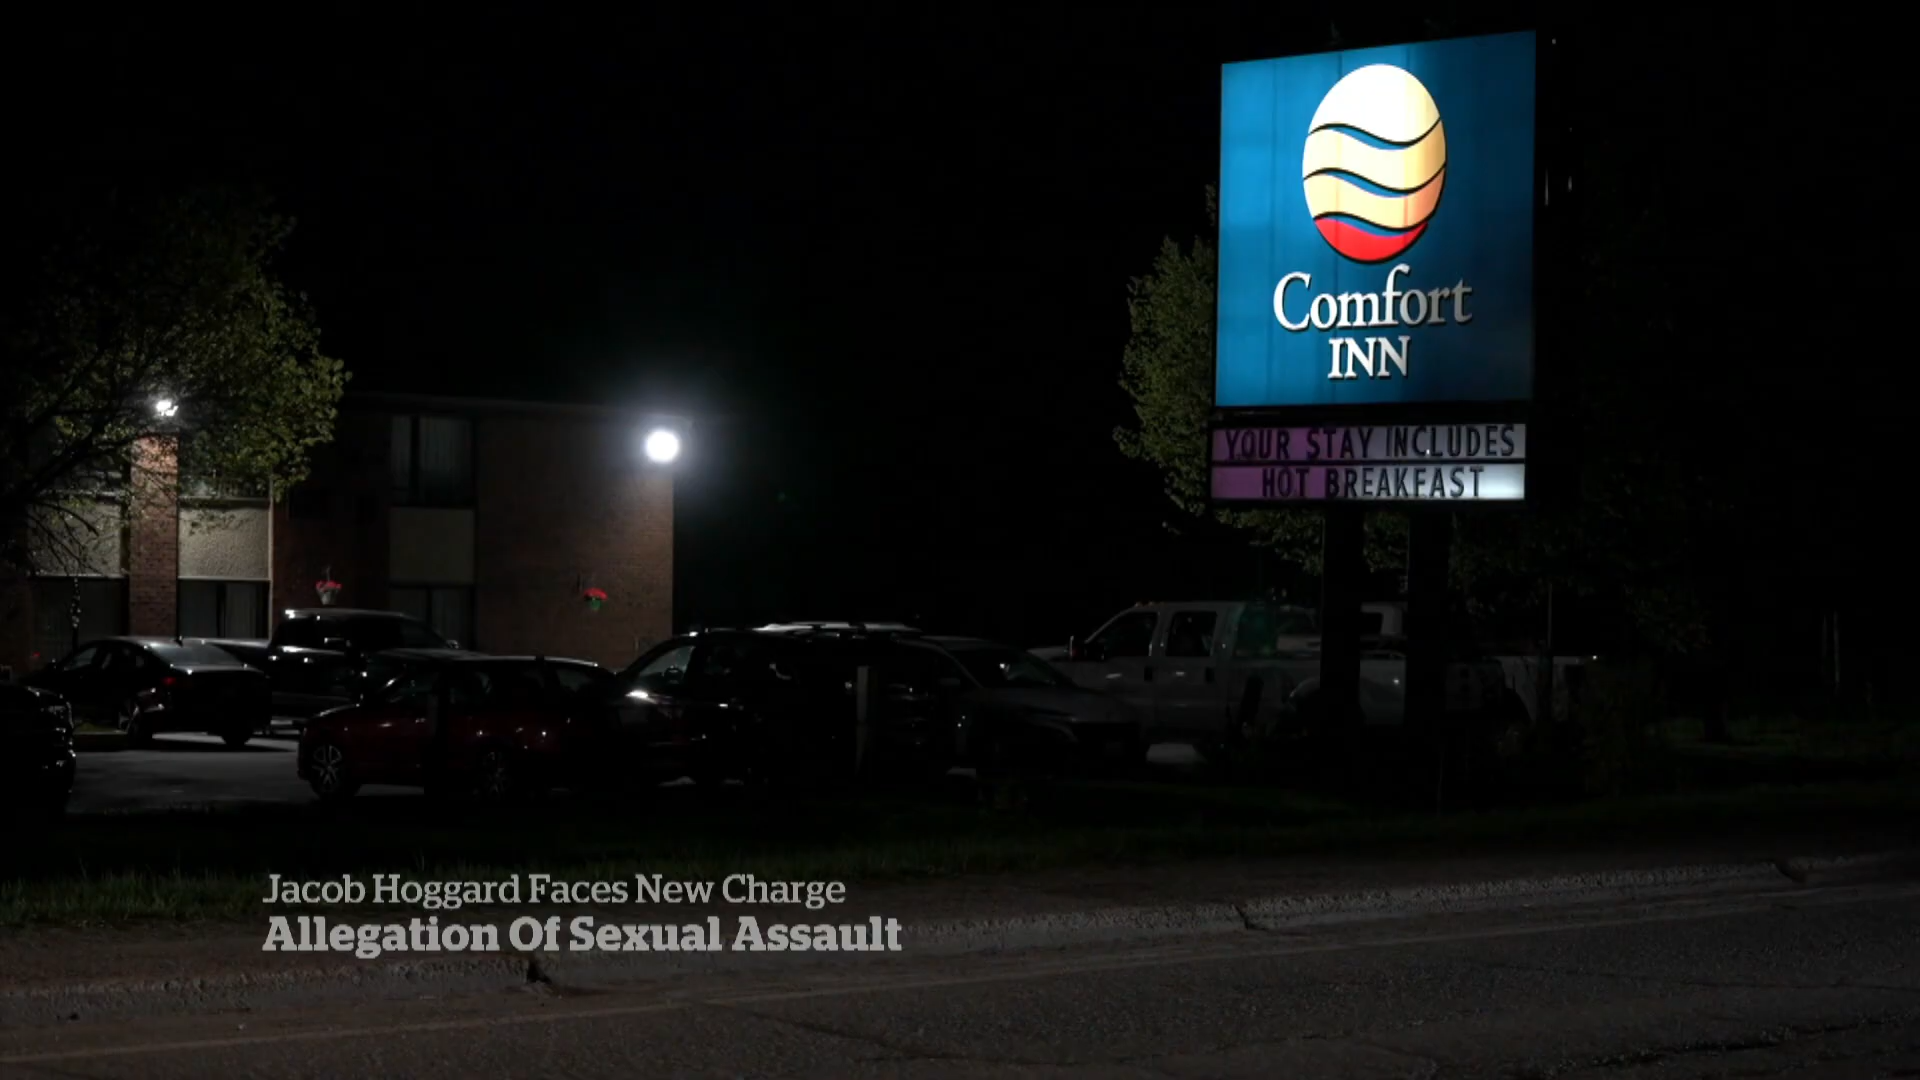 Comfort
INN
YOUR STAY INCLUDES
HOT BREAKFAST
Jacob Hoggard Faces New Charge
Allegation Of Sexual Assault